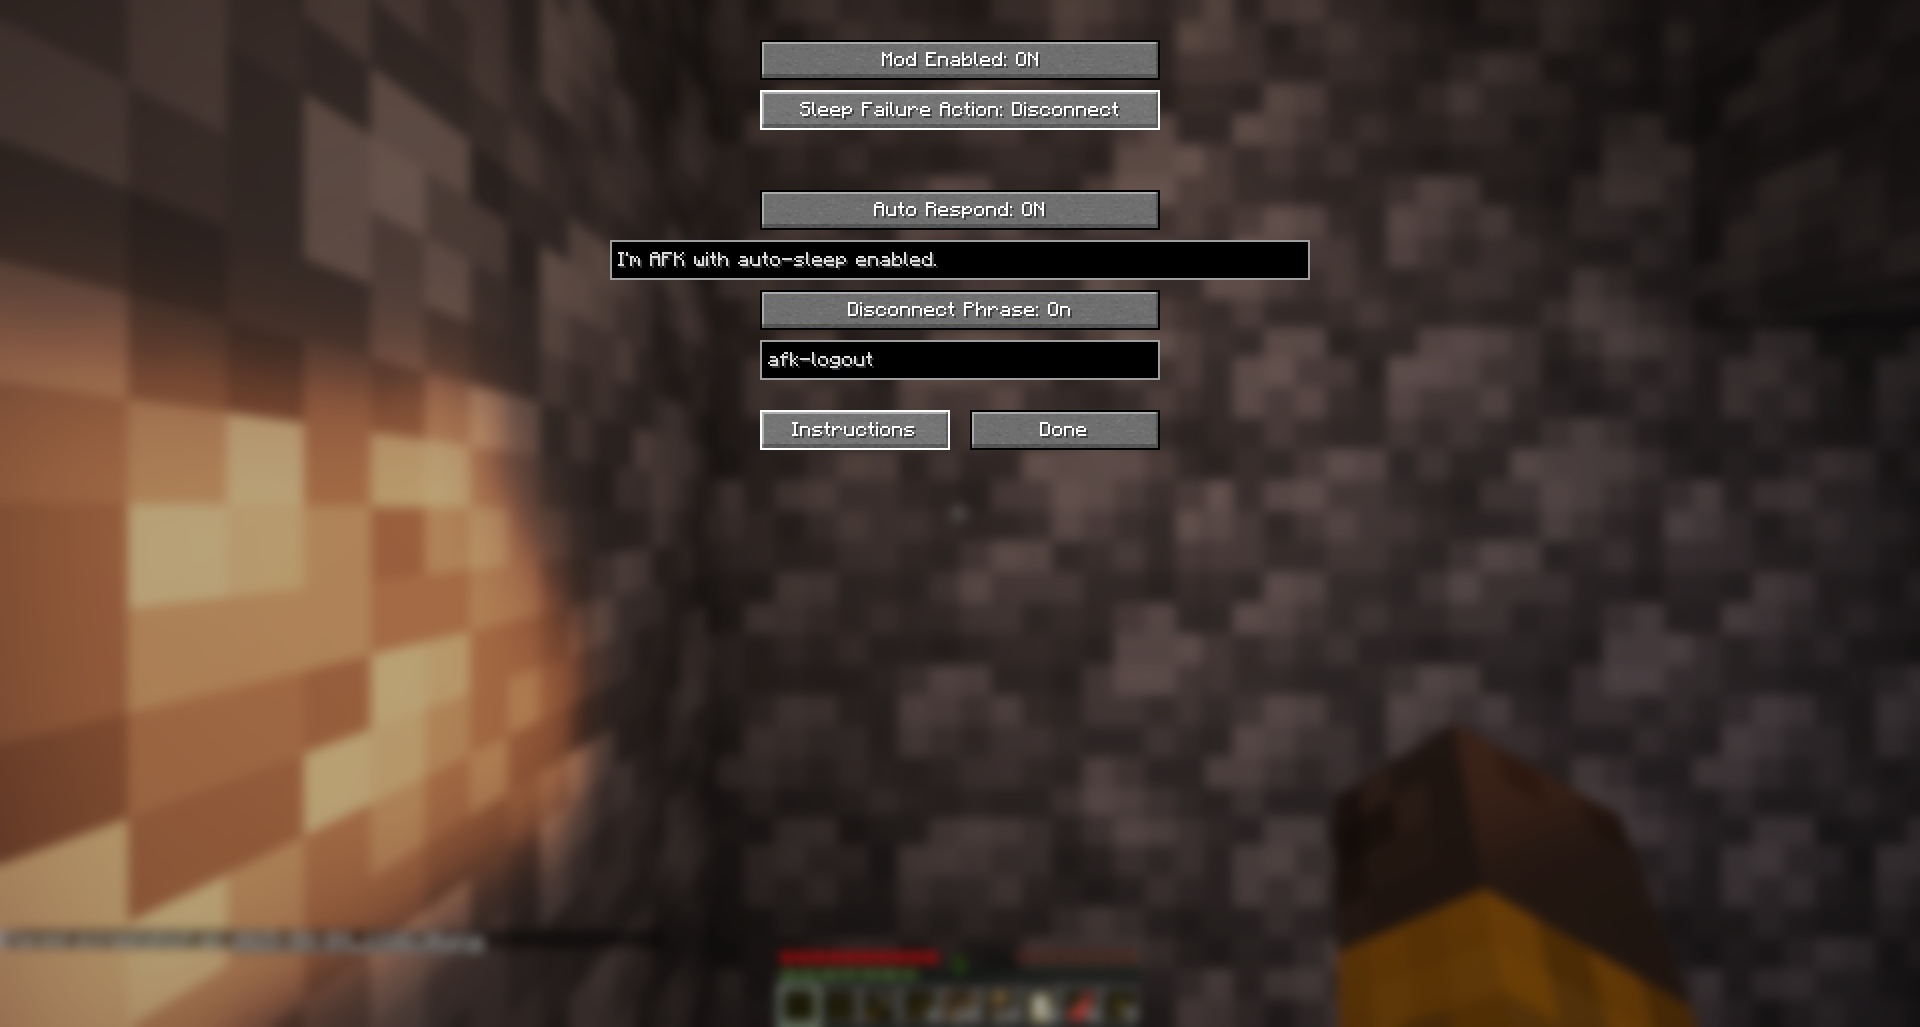 Mod Enabled: ON
Sleep Failure Action: Disconnect
Auto Respond: ON
I'm AFK with auto-sleep enabled.
Disconnect Phrase: On
afk-logout
Instructions
Done